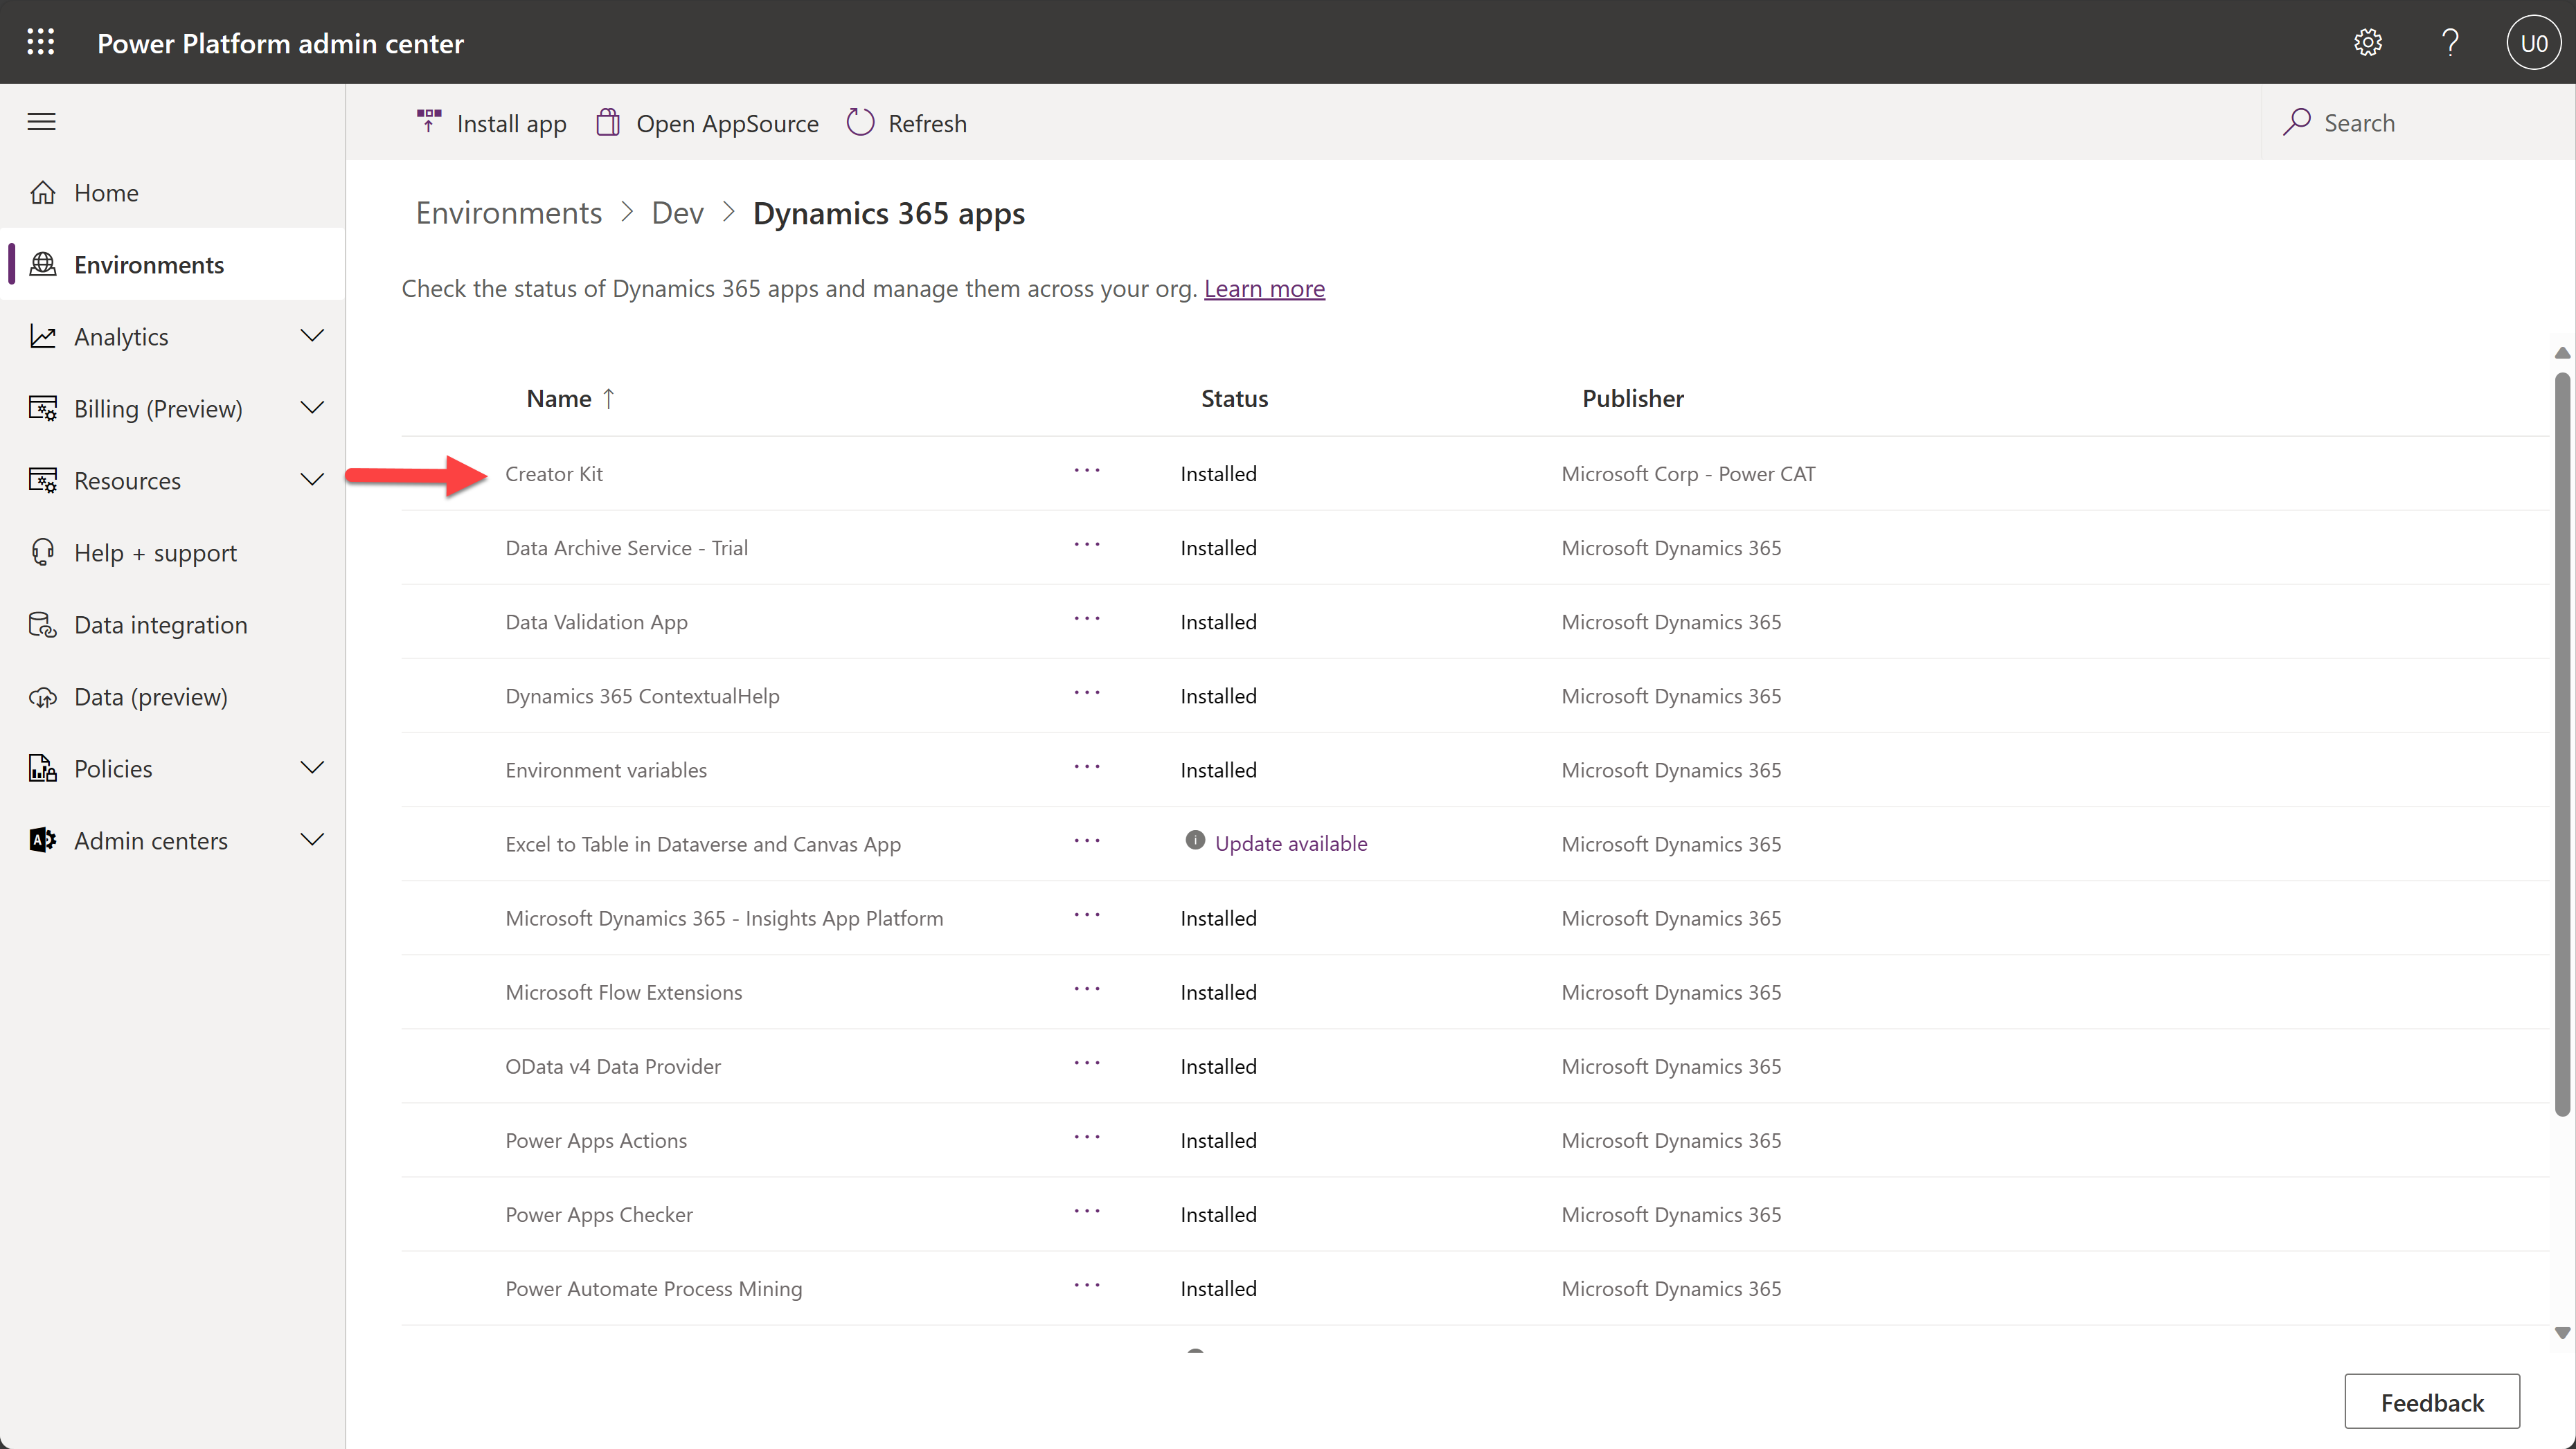 Power Platform admin center
U0
Install app
Open AppSource
Refresh
Search
Home
Environments
Analytics
Billing (Preview)
Resources
Help + support
Data integration
Data (preview)
Policies
Admin centers
Environments > Dev > Dynamics 365 apps
Check the status of Dynamics 365 apps and manage them across your org. Learn more
Name ↑ Status Publisher
Creator Kit ··· Installed Microsoft Corp - Power CAT
Data Archive Service - Trial ··· Installed Microsoft Dynamics 365
Data Validation App ··· Installed Microsoft Dynamics 365
Dynamics 365 ContextualHelp ··· Installed Microsoft Dynamics 365
Environment variables ··· Installed Microsoft Dynamics 365
Excel to Table in Dataverse and Canvas App ··· Update available Microsoft Dynamics 365
Microsoft Dynamics 365 - Insights App Platform ··· Installed Microsoft Dynamics 365
Microsoft Flow Extensions ··· Installed Microsoft Dynamics 365
OData v4 Data Provider ··· Installed Microsoft Dynamics 365
Power Apps Actions ··· Installed Microsoft Dynamics 365
Power Apps Checker ··· Installed Microsoft Dynamics 365
Power Automate Process Mining ··· Installed Microsoft Dynamics 365
Feedback